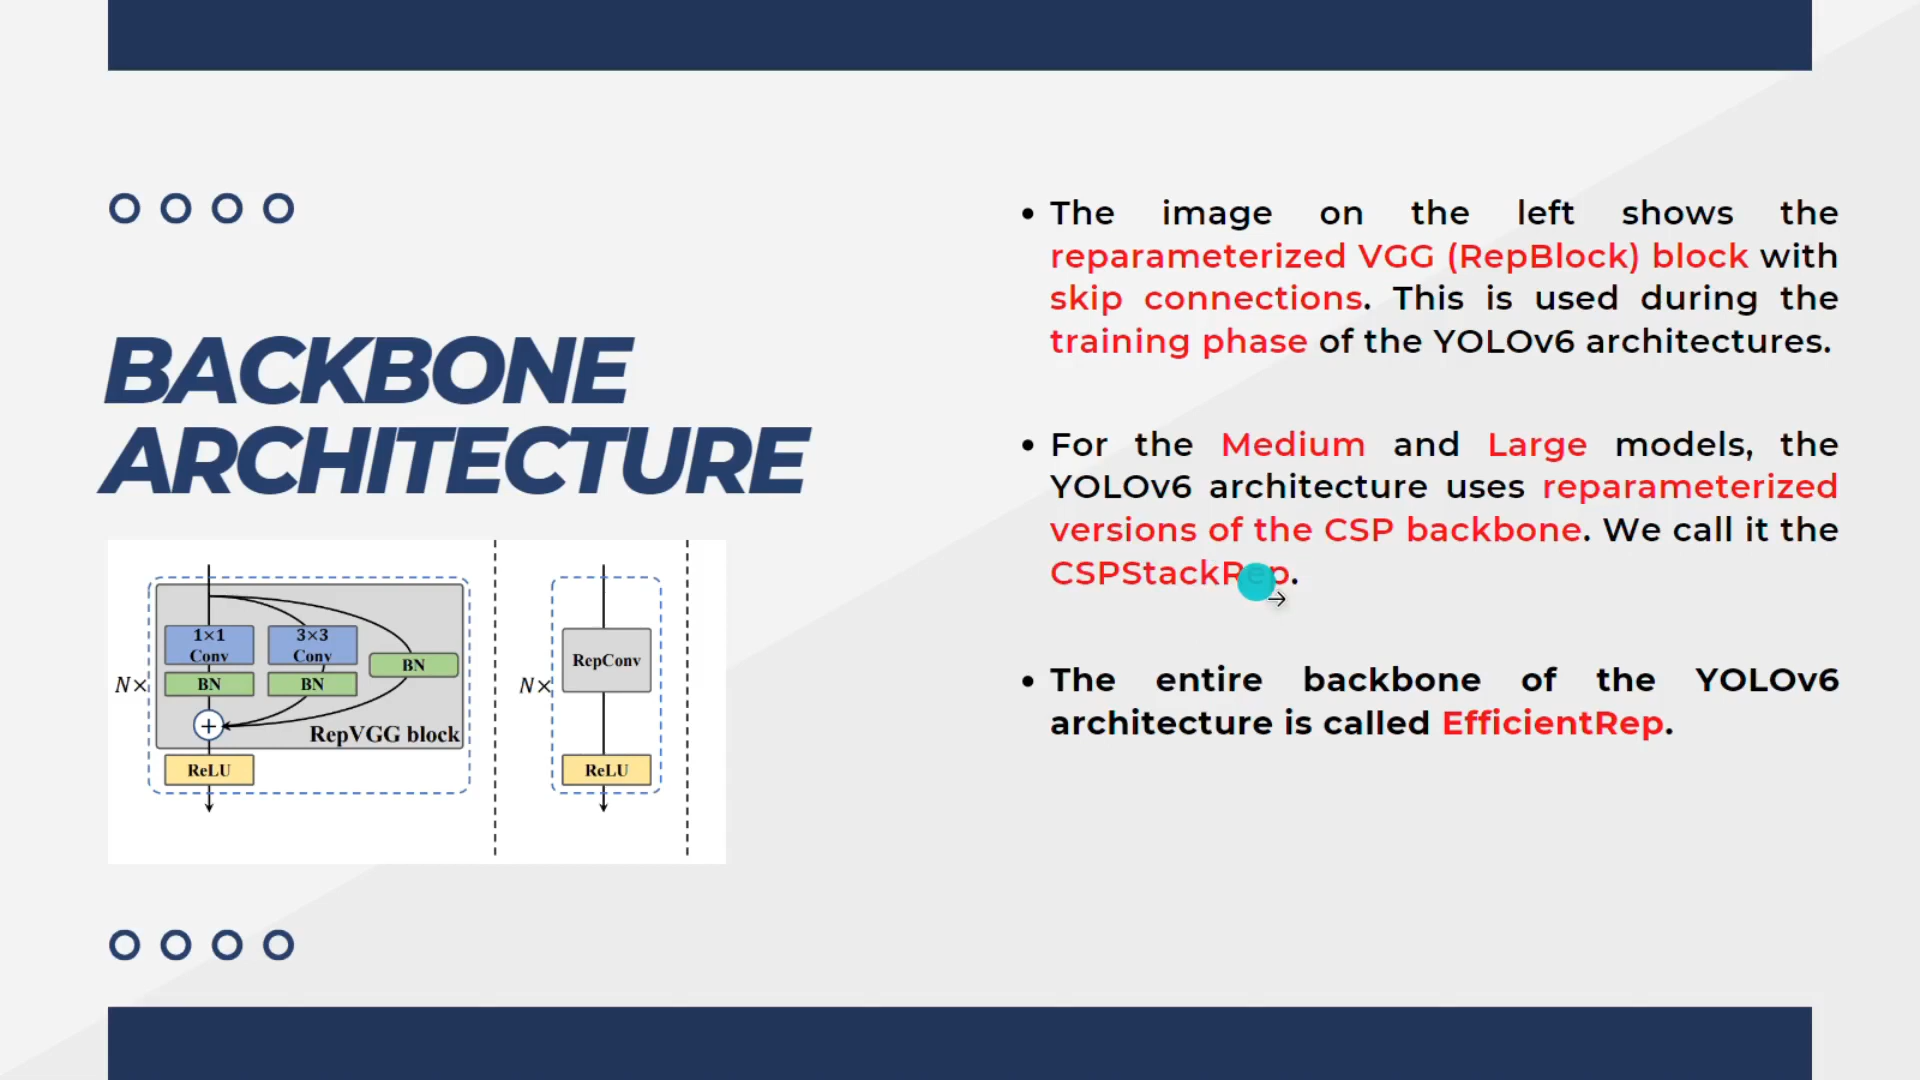 BACKBONE
ARCHITECTURE
1×1
Conv
3×3
Conv
BN
BN
BN
N×
+
RepVGG block
ReLU
N×
RepConv
ReLU
• The image on the left shows the
reparameterized VGG (RepBlock) block with
skip connections. This is used during the
training phase of the YOLOv6 architectures.
• For the Medium and Large models, the
YOLOv6 architecture uses reparameterized
versions of the CSP backbone. We call it the
CSPStackRep.
• The entire backbone of the YOLOv6
architecture is called EfficientRep.